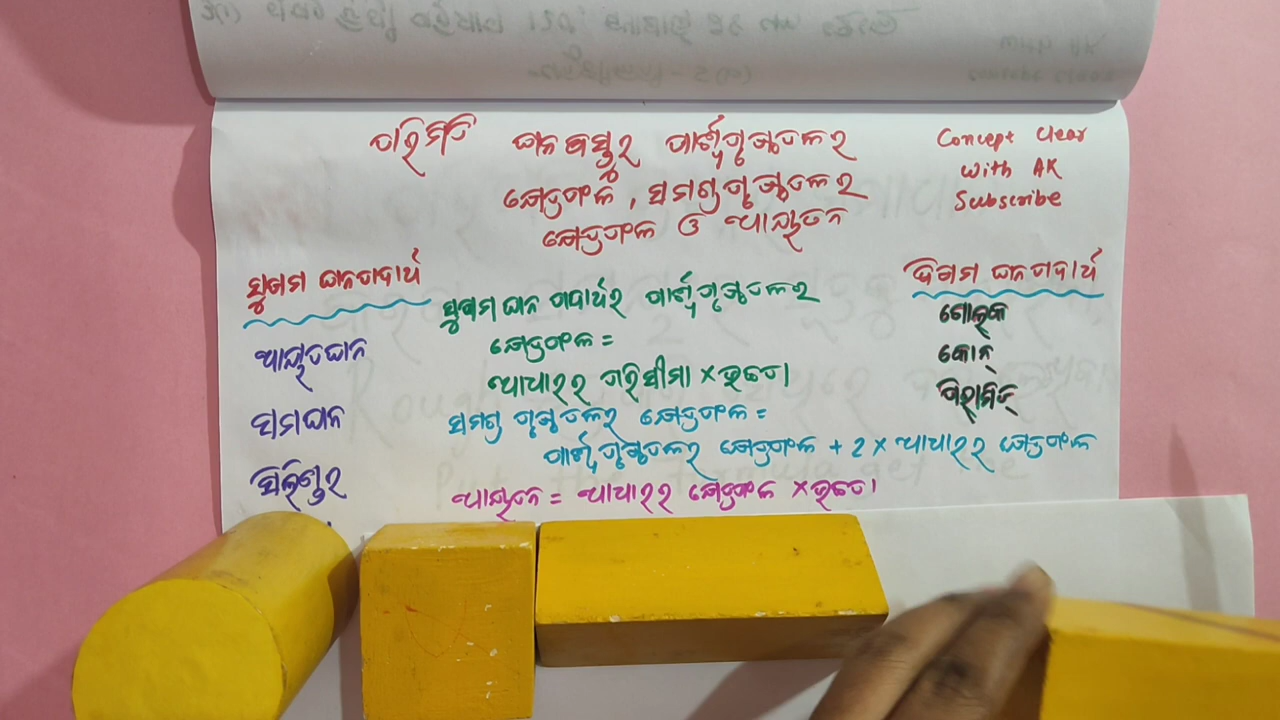 ପରିମିତି ଘନବସ୍ତୁର ପାର୍ଶ୍ୱପୃଷ୍ଠତଳର
କ୍ଷେତ୍ରଫଳ , ସମଗ୍ରପୃଷ୍ଠତଳର
କ୍ଷେତ୍ରଫଳ ଓ ଆୟତନ
Concept Clear
With AK
Subscribe
ସୁଷମ ଘନପଦାର୍ଥ
ଆୟତଘନ
ସମଘନ
ସିଲିଣ୍ଡର
ସୁଷମ ଘନ ପଦାର୍ଥର ପାର୍ଶ୍ୱପୃଷ୍ଠତଳର
କ୍ଷେତ୍ରଫଳ =
ଆଧାରର ପରିସୀମା × ଉଚ୍ଚତା
ସମଗ୍ର ପୃଷ୍ଠତଳର କ୍ଷେତ୍ରଫଳ =
ପାର୍ଶ୍ୱପୃଷ୍ଠତଳର କ୍ଷେତ୍ରଫଳ + 2 × ଆଧାରର କ୍ଷେତ୍ରଫଳ
ଆୟତନ = ଆଧାରର କ୍ଷେତ୍ରଫଳ × ଉଚ୍ଚତା
ବିଷମ ଘନପଦାର୍ଥ
ଗୋଲକ
କୋନ୍
ପିରାମିଡ୍